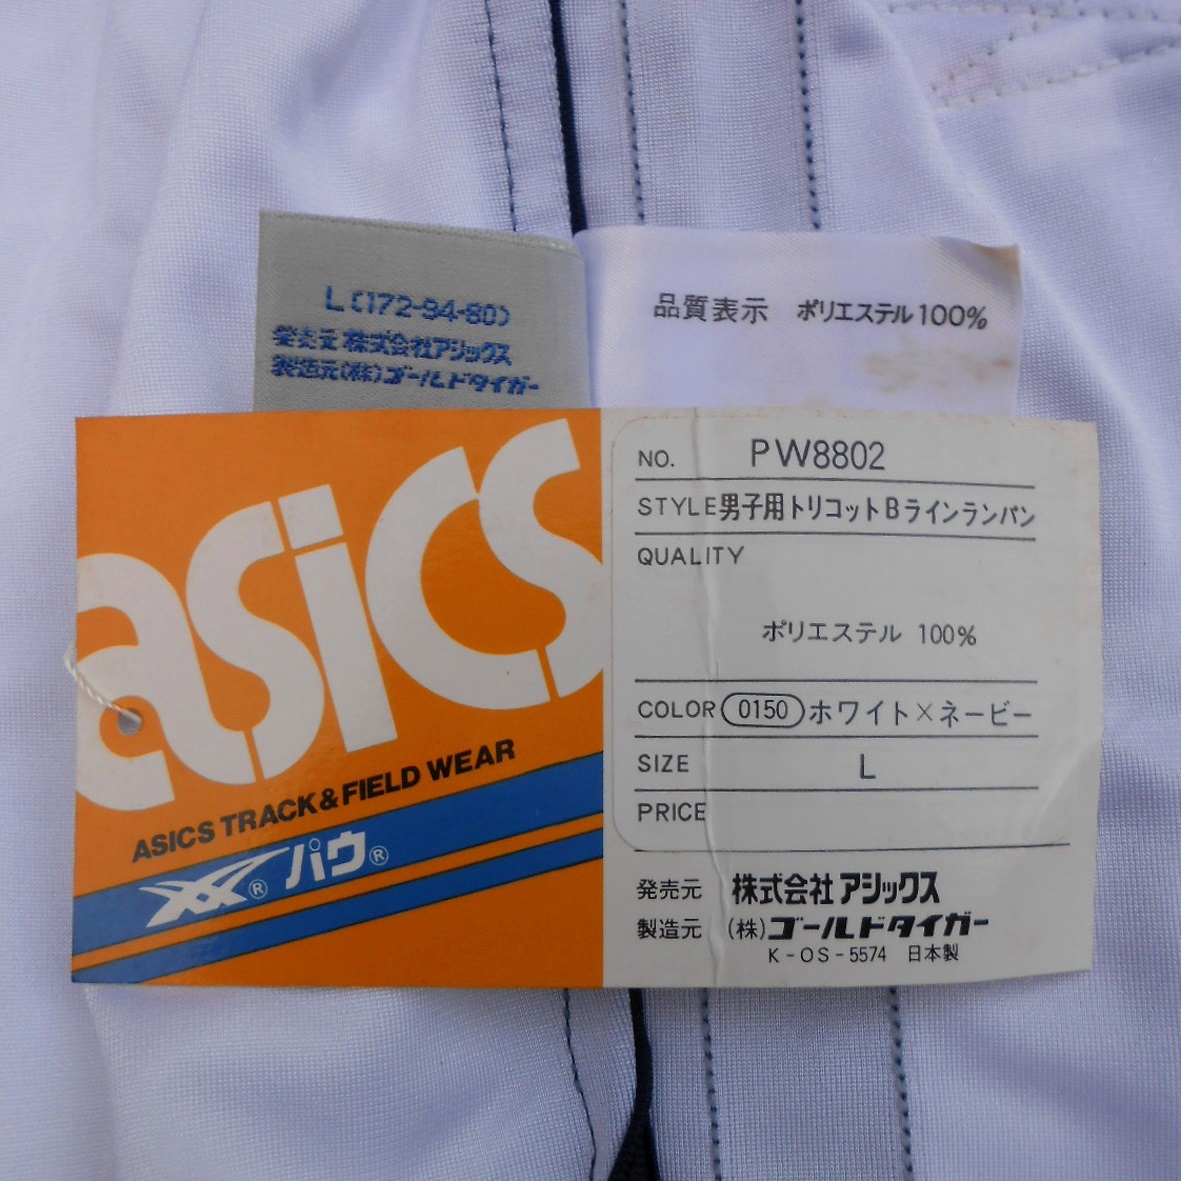 L(172-94-80)
発売元 株式会社アシックス
製造元(株)ゴールドタイガー
品質表示 ポリエステル100%
asics
ASICS TRACK & FIELD WEAR
® パウ®
NO. PW8802
STYLE男子用トリコットBラインランパン
QUALITY
ポリエステル 100%
COLOR 0150 ホワイト×ネービー
SIZE L
PRICE
発売元 株式会社アシックス
製造元 (株)ゴールドタイガー
K-OS-5574 日本製